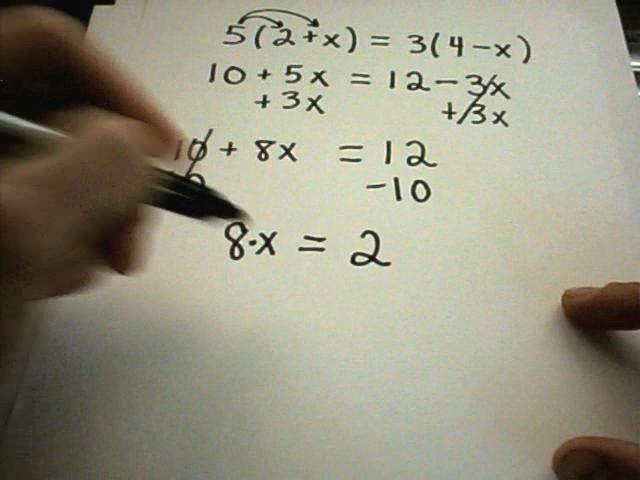 5(2+x) = 3(4-x)
10 + 5x = 12 - 3x
+ 3x +3x
10 + 8x = 12
-10
8·x = 2